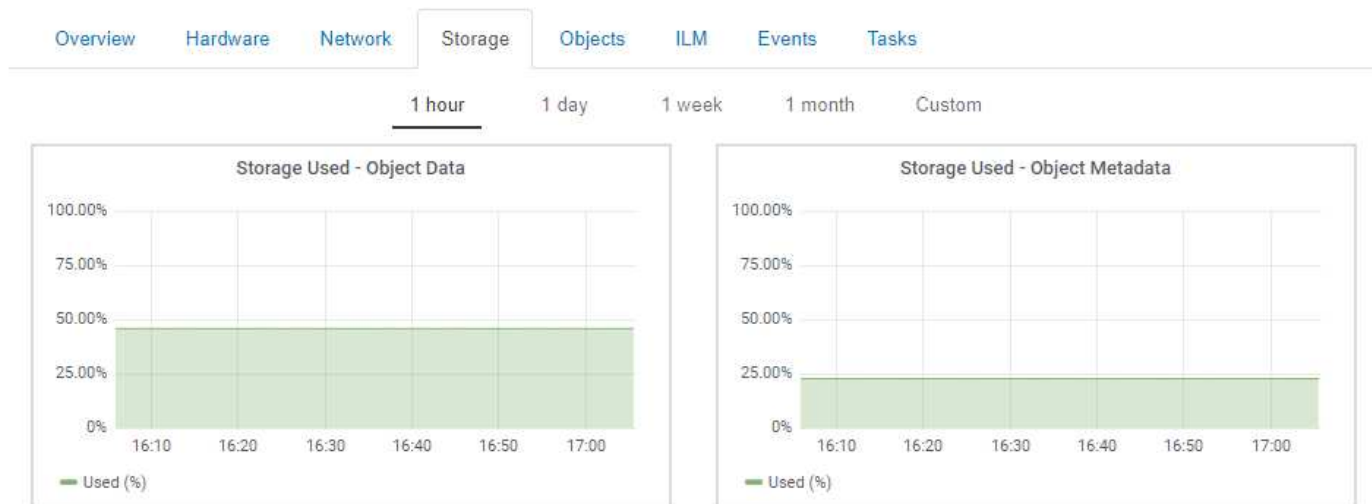 Overview Hardware Network Storage Objects ILM Events Tasks
1 hour 1 day 1 week 1 month Custom
Storage Used - Object Data
100.00%
75.00%
50.00%
25.00%
0%
16:10 16:20 16:30 16:40 16:50 17:00
Used (%)
Storage Used - Object Metadata
100.00%
75.00%
50.00%
25.00%
0%
16:10 16:20 16:30 16:40 16:50 17:00
Used (%)